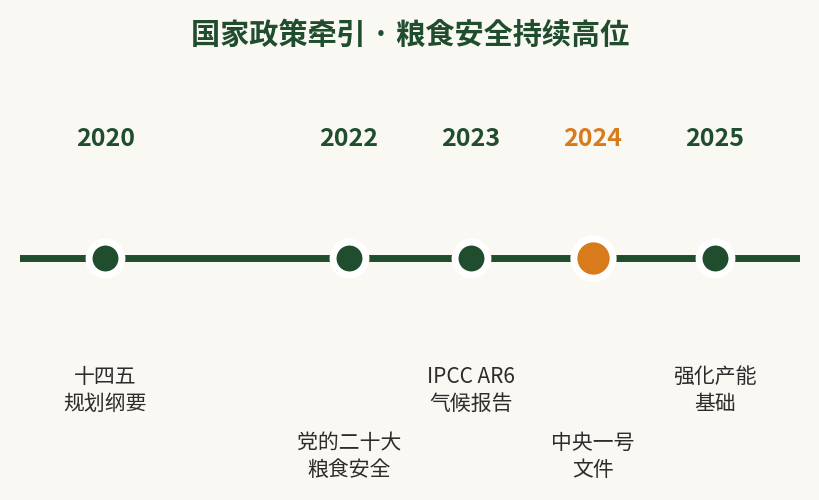 国家政策牵引 · 粮食安全持续高位
2020
2022
2023
2024
2025
十四五
规划纲要
党的二十大
粮食安全
IPCC AR6
气候报告
中央一号
文件
强化产能
基础